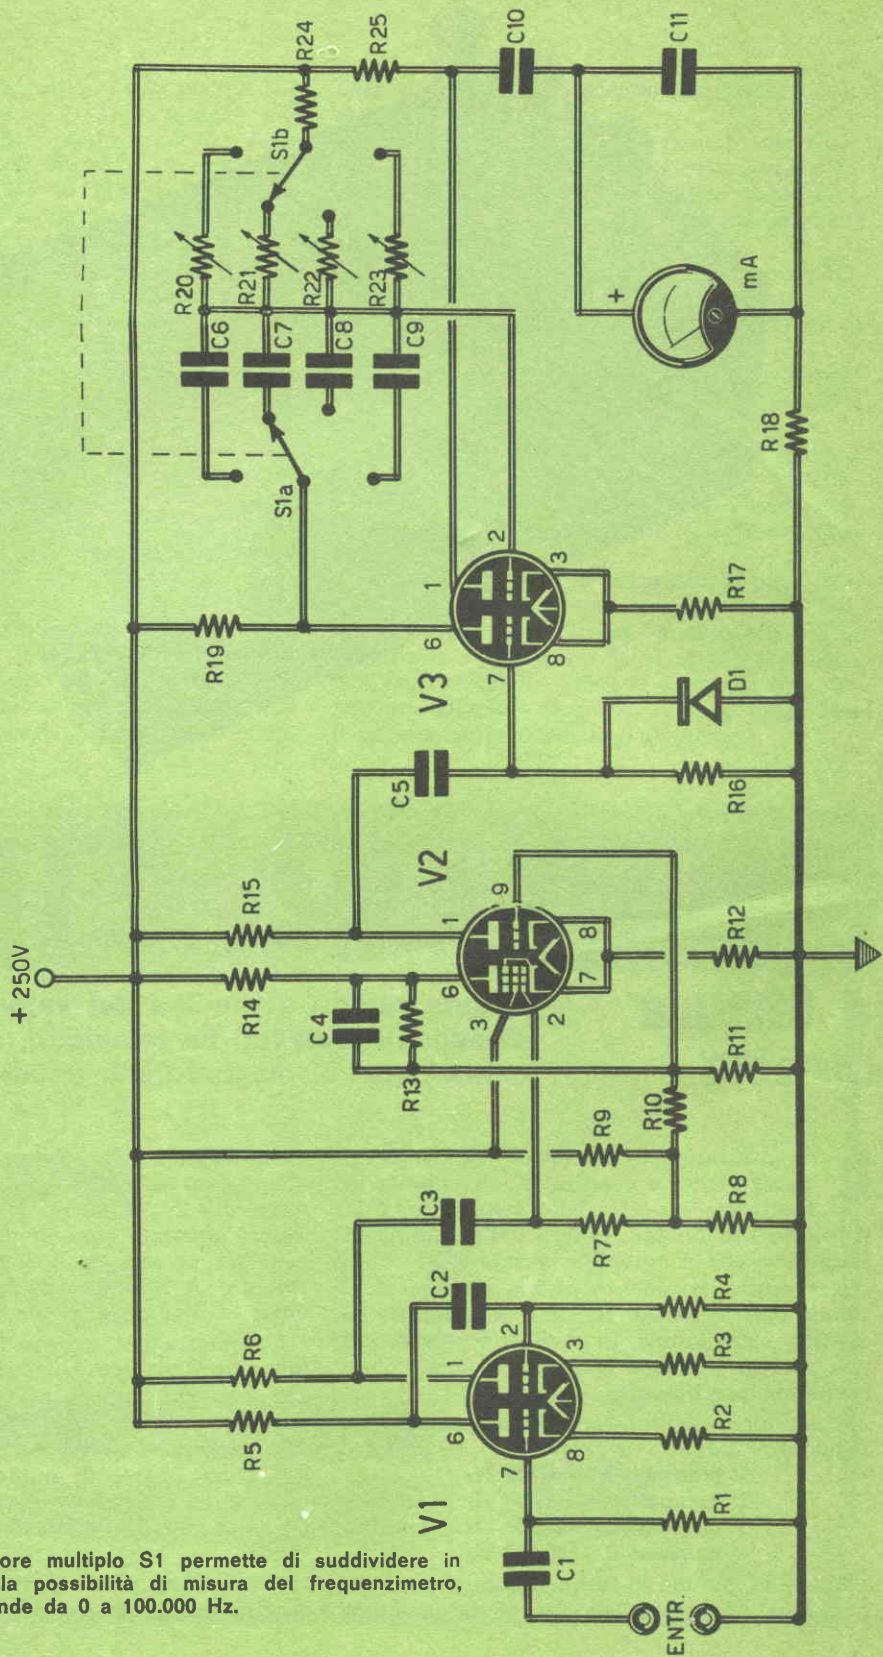 + 250V
R5
R6
R14
R15
R19
R24
R25
S1b
S1a
R20
R21
R22
R23
C6
C7
C8
C9
C10
C11
+
mA
R18
V1
6
1
7
2
8
3
C1
C2
C3
R1
R2
R3
R4
ENTR.
C4
R13
V2
6
1
3
9
2
7
8
R7
R8
R9
R10
R11
R12
C5
V3
6
1
7
2
8
3
R16
D1
R17
ore multiplo S1 permette di suddividere in
la possibilità di misura del frequenzimetro,
nde da 0 a 100.000 Hz.